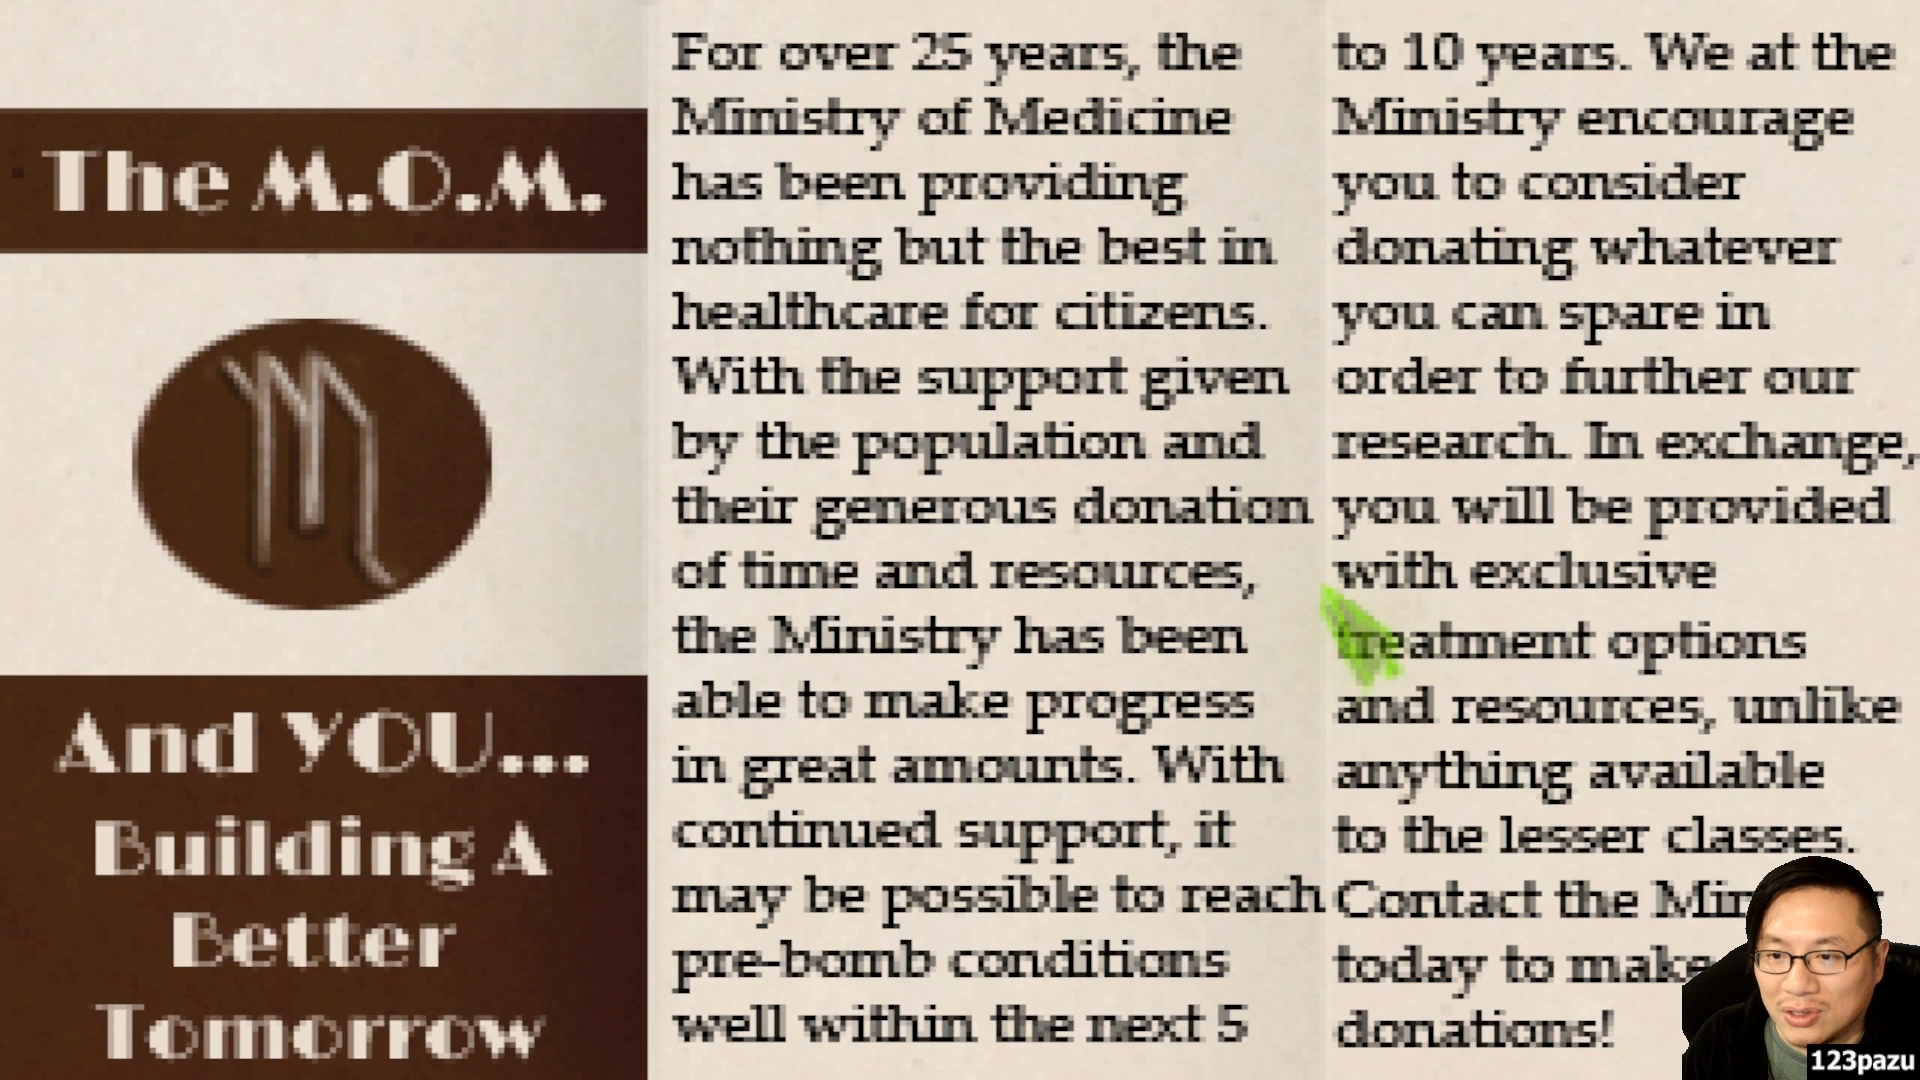 The M.O.M.
And YOU...
Building A
Better
Tomorrow
For over 25 years, the
Ministry of Medicine
has been providing
nothing but the best in
healthcare for citizens.
With the support given
by the population and
their generous donation
of time and resources,
the Ministry has been
able to make progress
in great amounts. With
continued support, it
may be possible to reach
pre-bomb conditions
well within the next 5
to 10 years. We at the
Ministry encourage
you to consider
donating whatever
you can spare in
order to further our
research. In exchange,
you will be provided
with exclusive
treatment options
and resources, unlike
anything available
to the lesser classes.
Contact the
today to make
donations!
123pazu